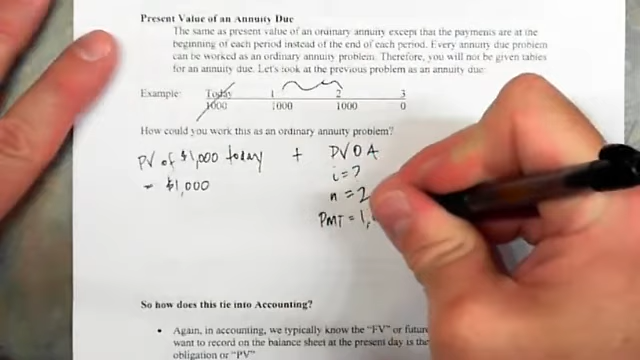 Present Value of an Annuity Due
The same as present value of an ordinary annuity except that the payments are at the
beginning of each period instead of the end of each period. Every annuity due problem
can be worked as an ordinary annuity problem. Therefore, you will not be given tables
for an annuity due. Let's look at the previous problem as an annuity due:
Example: Today 1 2 3
1000 1000 1000 0
How could you work this as an ordinary annuity problem?
PV of $1,000 today + PVOA
= $1,000 i=?
n = 2
PMT = 1,
So how does this tie into Accounting?
• Again, in accounting, we typically know the "FV" or future
want to record on the balance sheet at the present day is the
obligation or "PV"